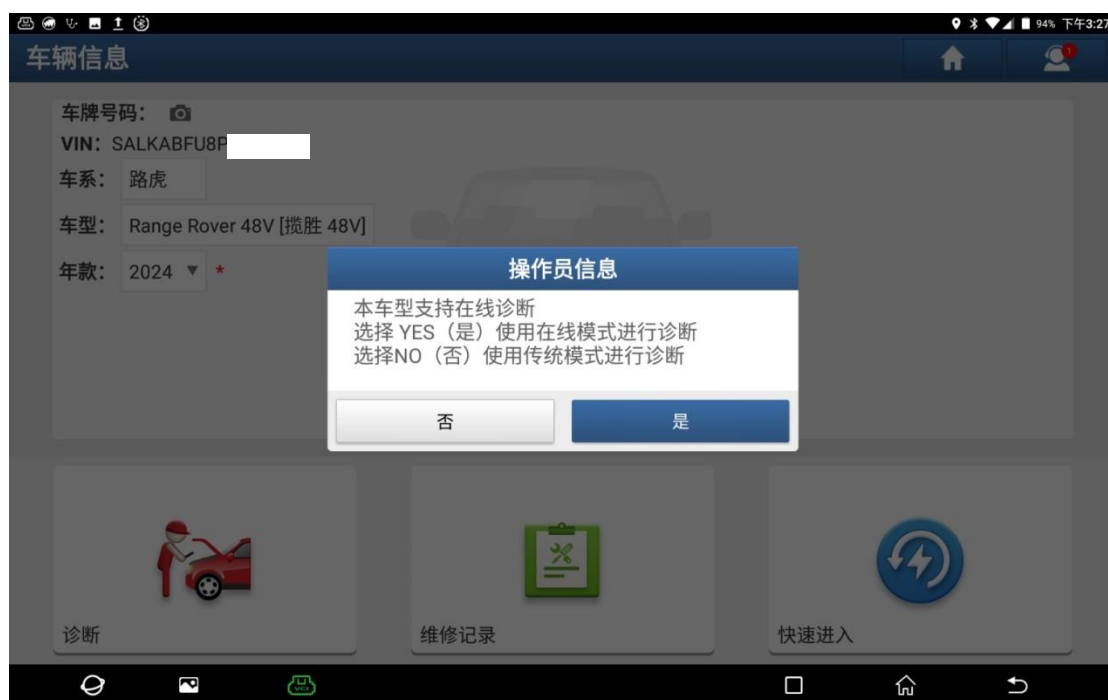 94% 下午3:27
车辆信息
1
车牌号码：
VIN: SALKABFU8P
车系： 路虎
车型： Range Rover 48V [揽胜 48V]
年款： 2024 *
操作员信息
本车型支持在线诊断
选择 YES（是）使用在线模式进行诊断
选择NO（否）使用传统模式进行诊断
否 是
诊断 维修记录 快速进入
VCI